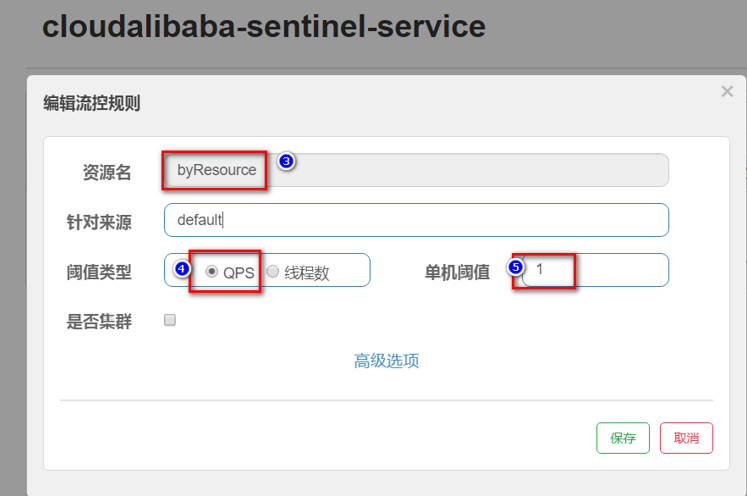 cloudalibaba-sentinel-service
编辑流控规则
×
资源名 byResource 3
针对来源 default
阈值类型 4 QPS 线程数 单机阈值 5 1
是否集群
高级选项
保存 取消